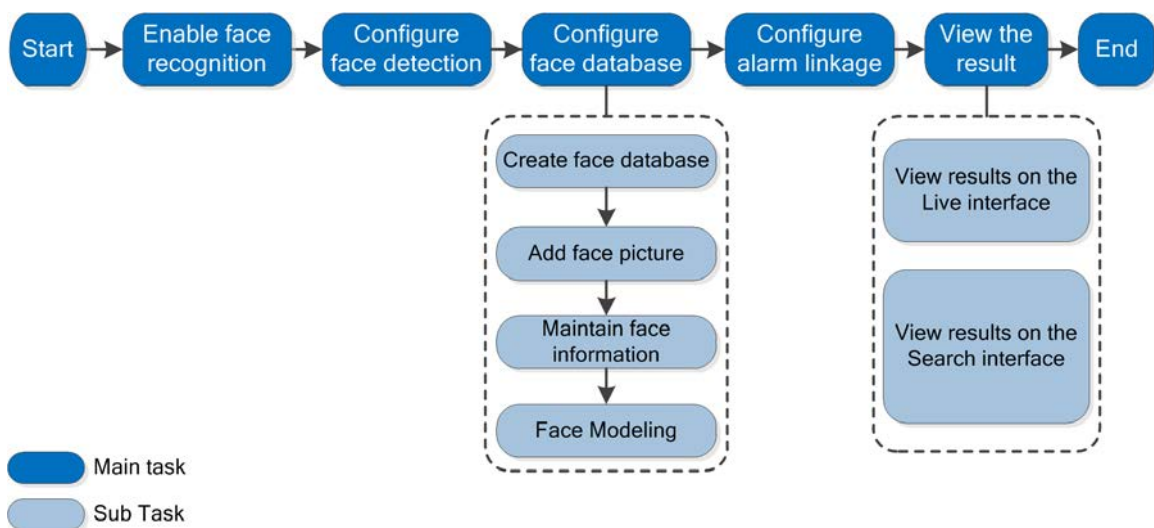 Start
Enable face
recognition
Configure
face detection
Configure
face database
Configure
alarm linkage
View the
result
End
Create face database
Add face picture
Maintain face
information
Face Modeling
View results on the
Live interface
View results on the
Search interface
Main task
Sub Task